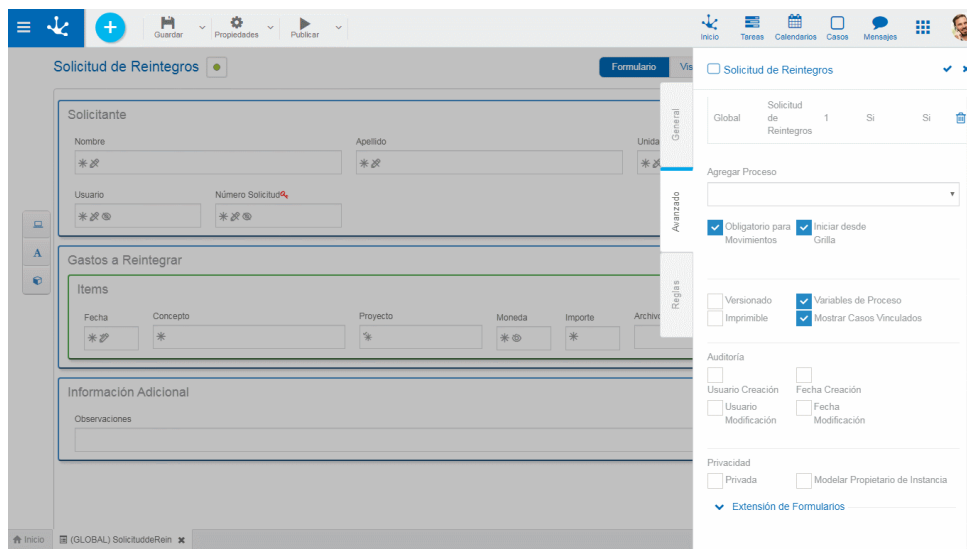 Guardar
Propiedades
Publicar
Inicio
Tareas
Calendarios
Casos
Mensajes
Solicitud de Reintegros
Formulario
Vis
Solicitante
Nombre
Apellido
Unida
Usuario
Número Solicitud
Gastos a Reintegrar
Items
Fecha
Concepto
Proyecto
Moneda
Importe
Archivo
Información Adicional
Observaciones
General
Avanzado
Reglas
Solicitud de Reintegros
Global
Solicitud
de
Reintegros
1
Si
Si
Agregar Proceso
Obligatorio para
Movimientos
Iniciar desde
Grilla
Versionado
Variables de Proceso
Imprimible
Mostrar Casos Vinculados
Auditoría
Usuario Creación
Fecha Creación
Usuario
Modificación
Fecha
Modificación
Privacidad
Privada
Modelar Propietario de Instancia
Extensión de Formularios
Inicio
(GLOBAL) SolicituddeRein